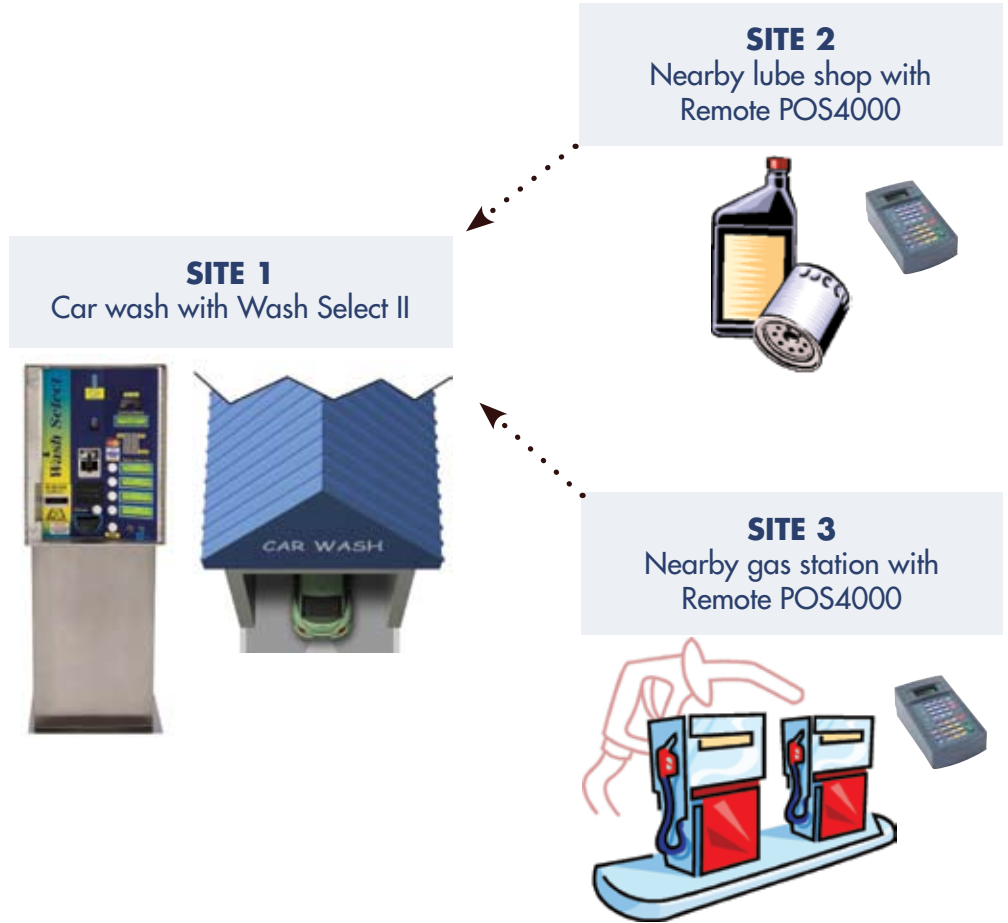 SITE 2
Nearby lube shop with
Remote POS4000
SITE 1
Car wash with Wash Select II
Wash Select
CAR WASH
SITE 3
Nearby gas station with
Remote POS4000